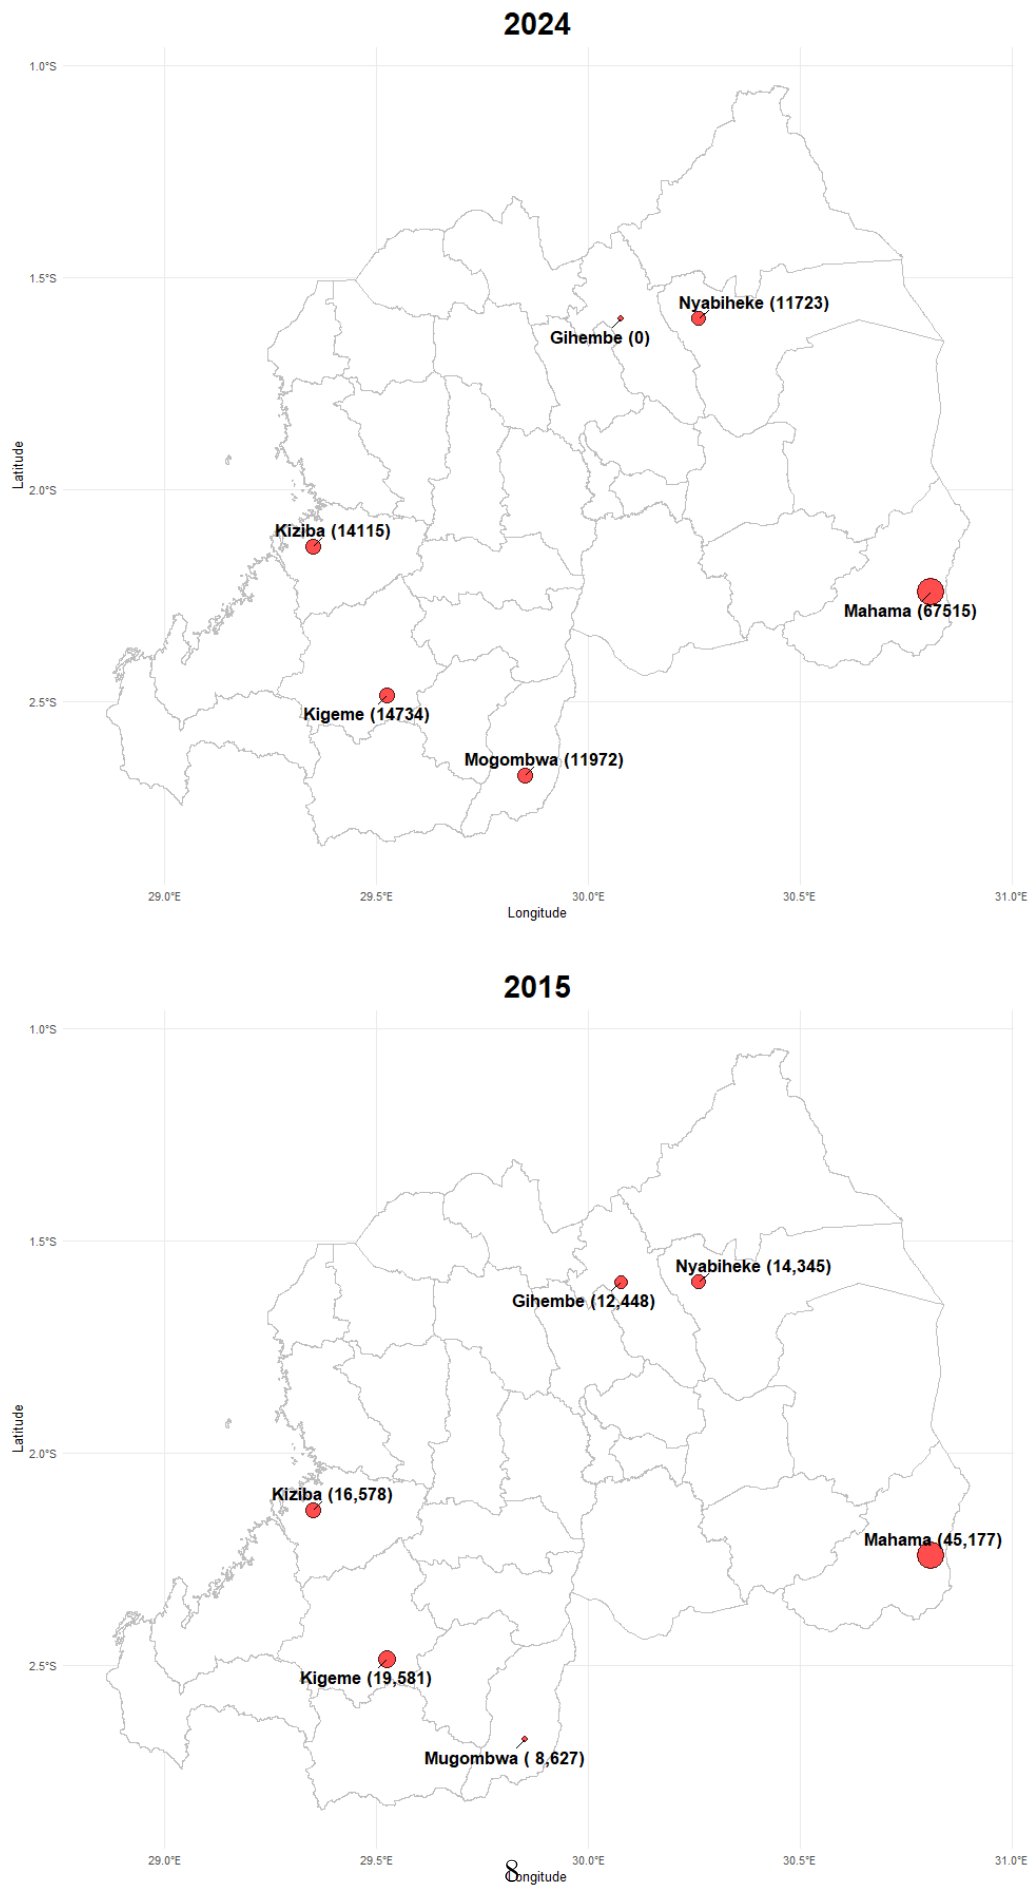 2024
1.0°S
1.5°S
Nyabiheke (11723)
Gihembe (0)
Latitude
2.0°S
Kiziba (14115)
Mahama (67515)
2.5°S
Kigeme (14734)
Mogombwa (11972)
29.0°E 29.5°E 30.0°E 30.5°E 31.0°E
Longitude
2015
1.0°S
1.5°S
Nyabiheke (14,345)
Gihembe (12,448)
Latitude
2.0°S
Kiziba (16,578)
Mahama (45,177)
2.5°S
Kigeme (19,581)
Mugombwa ( 8,627)
29.0°E 29.5°E 30.0°E 30.5°E 31.0°E
8
Longitude